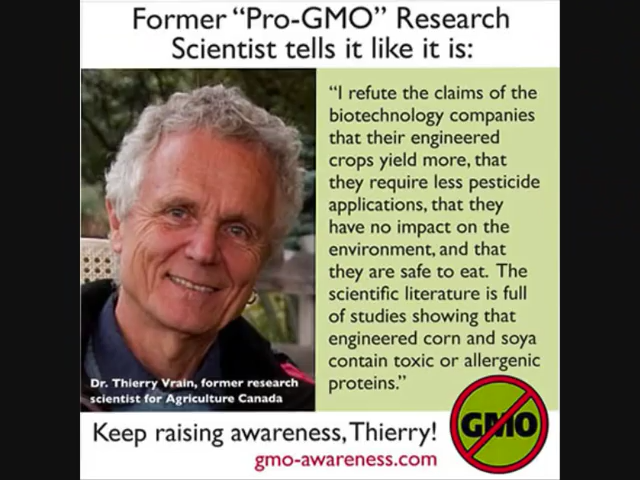 Former “Pro-GMO” Research
Scientist tells it like it is:
“I refute the claims of the
biotechnology companies
that their engineered
crops yield more, that
they require less pesticide
applications, that they
have no impact on the
environment, and that
they are safe to eat. The
scientific literature is full
of studies showing that
engineered corn and soya
contain toxic or allergenic
proteins.”
Dr. Thierry Vrain, former research
scientist for Agriculture Canada
Keep raising awareness, Thierry!
gmo-awareness.com
GMO